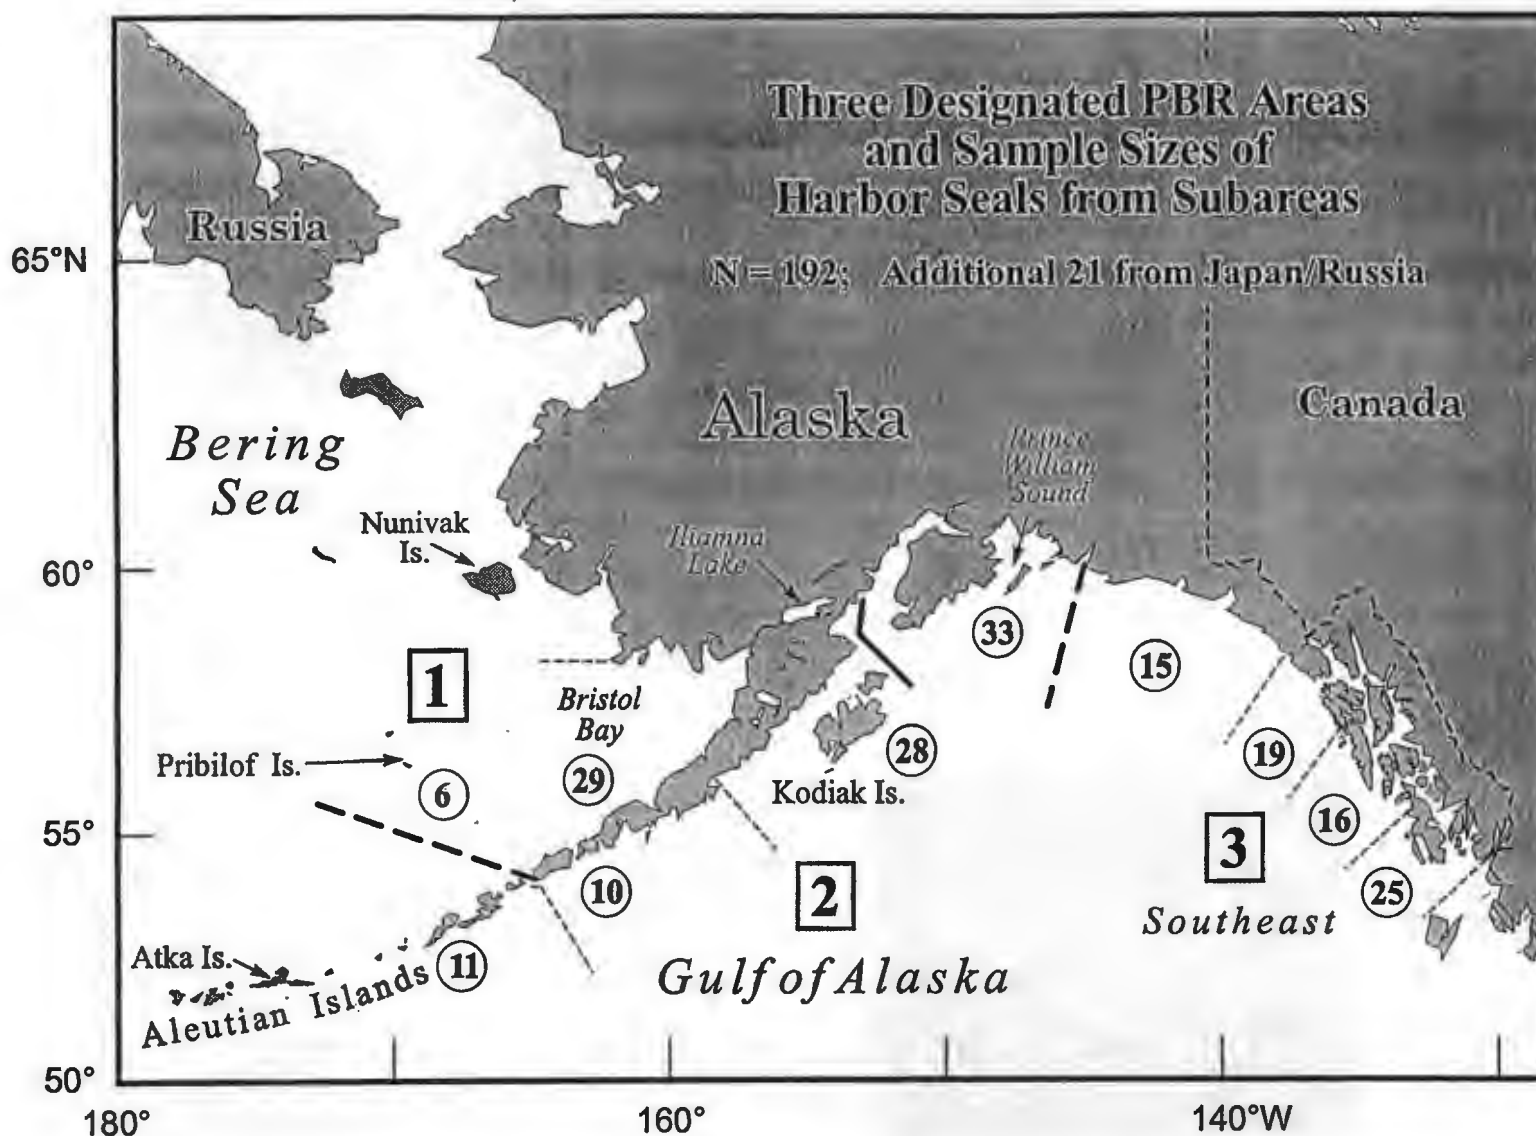 Three Designated PBR Areas
and Sample Sizes of
Harbor Seals from Subareas
N = 192; Additional 21 from Japan/Russia
Russia
65°N
Alaska
Canada
Prince
William
Sound
Bering
Sea
Nunivak
Is.
Iliamna
Lake
60°
33
15
1
Bristol
Bay
Pribilof Is.
6
29
28
19
Kodiak Is.
16
55°
3
10
2
25
Southeast
Atka Is.
11
Gulf of Alaska
Aleutian Islands
50°
180°
160°
140°W